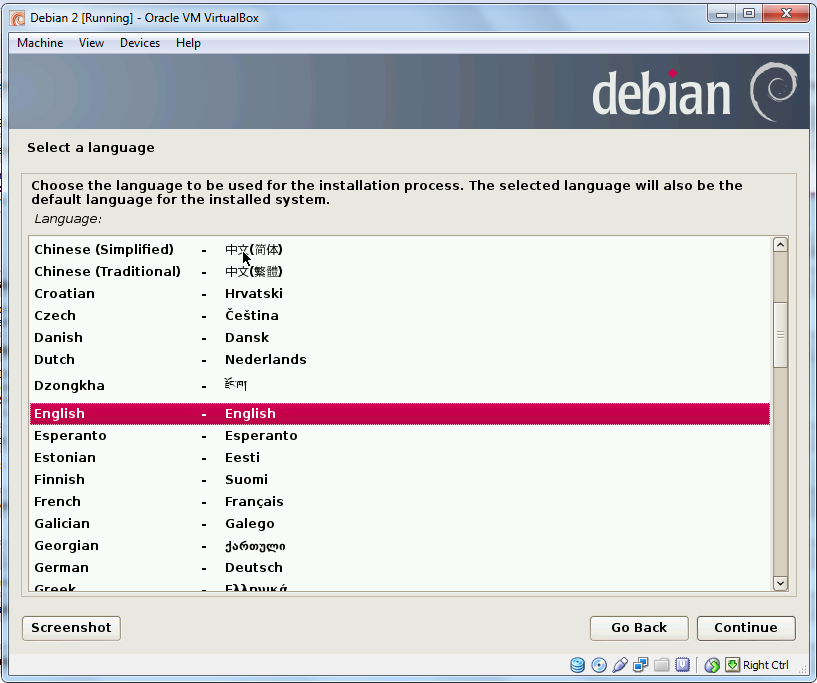 Debian 2 [Running] - Oracle VM VirtualBox
Machine View Devices Help
debian
Select a language
Choose the language to be used for the installation process. The selected language will also be the
default language for the installed system.
Language:
Chinese (Simplified) - 中文(简体)
Chinese (Traditional) - 中文(繁體)
Croatian - Hrvatski
Czech - Čeština
Danish - Dansk
Dutch - Nederlands
Dzongkha - རྫོང་ཁ།
English - English
Esperanto - Esperanto
Estonian - Eesti
Finnish - Suomi
French - Français
Galician - Galego
Georgian - ქართული
German - Deutsch
Greek - Ελληνικά
Screenshot Go Back Continue
Right Ctrl